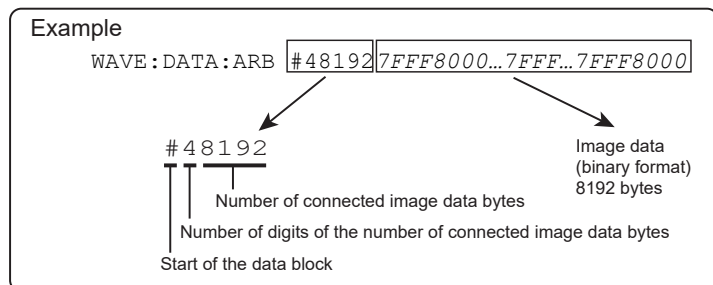 Example
WAVE:DATA:ARB #48192 7FFF8000…7FFF…7FFF8000
#48192
Image data
(binary format)
8192 bytes
Number of connected image data bytes
Number of digits of the number of connected image data bytes
Start of the data block